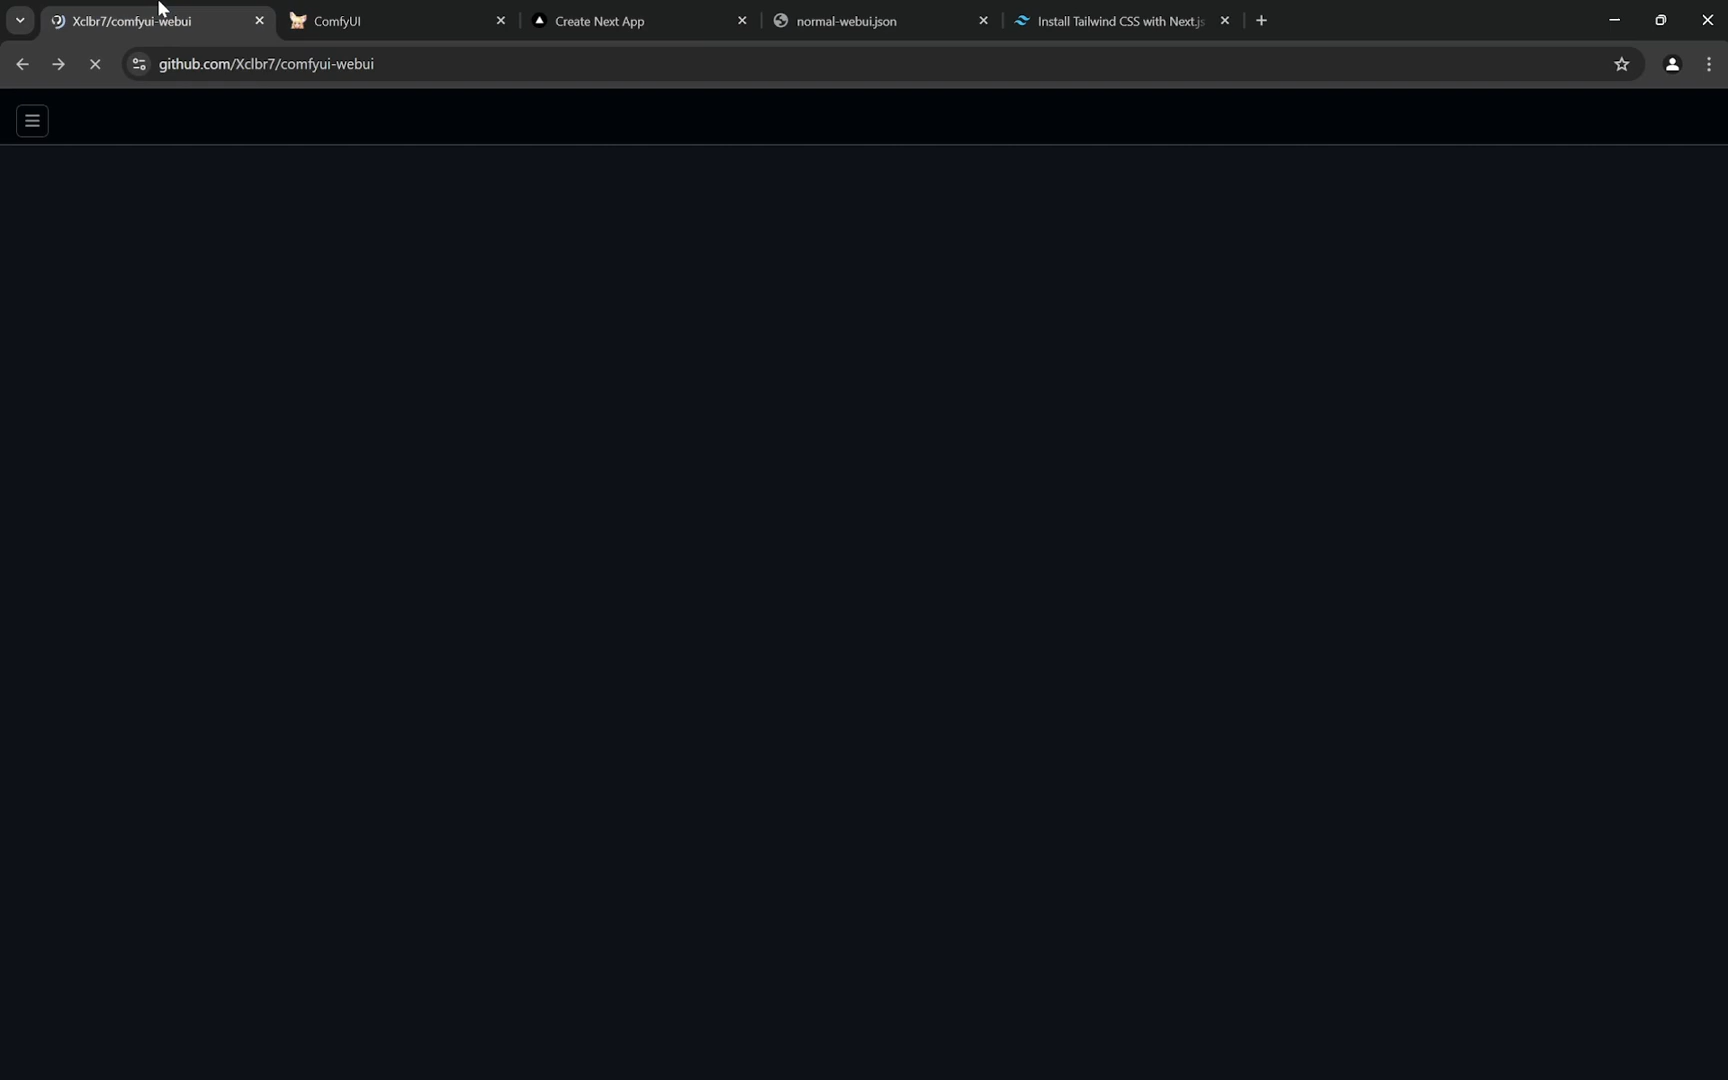 Xclbr7/comfyui-webui
ComfyUI
Create Next App
normal-webui.json
Install Tailwind CSS with Next.js
github.com/Xclbr7/comfyui-webui